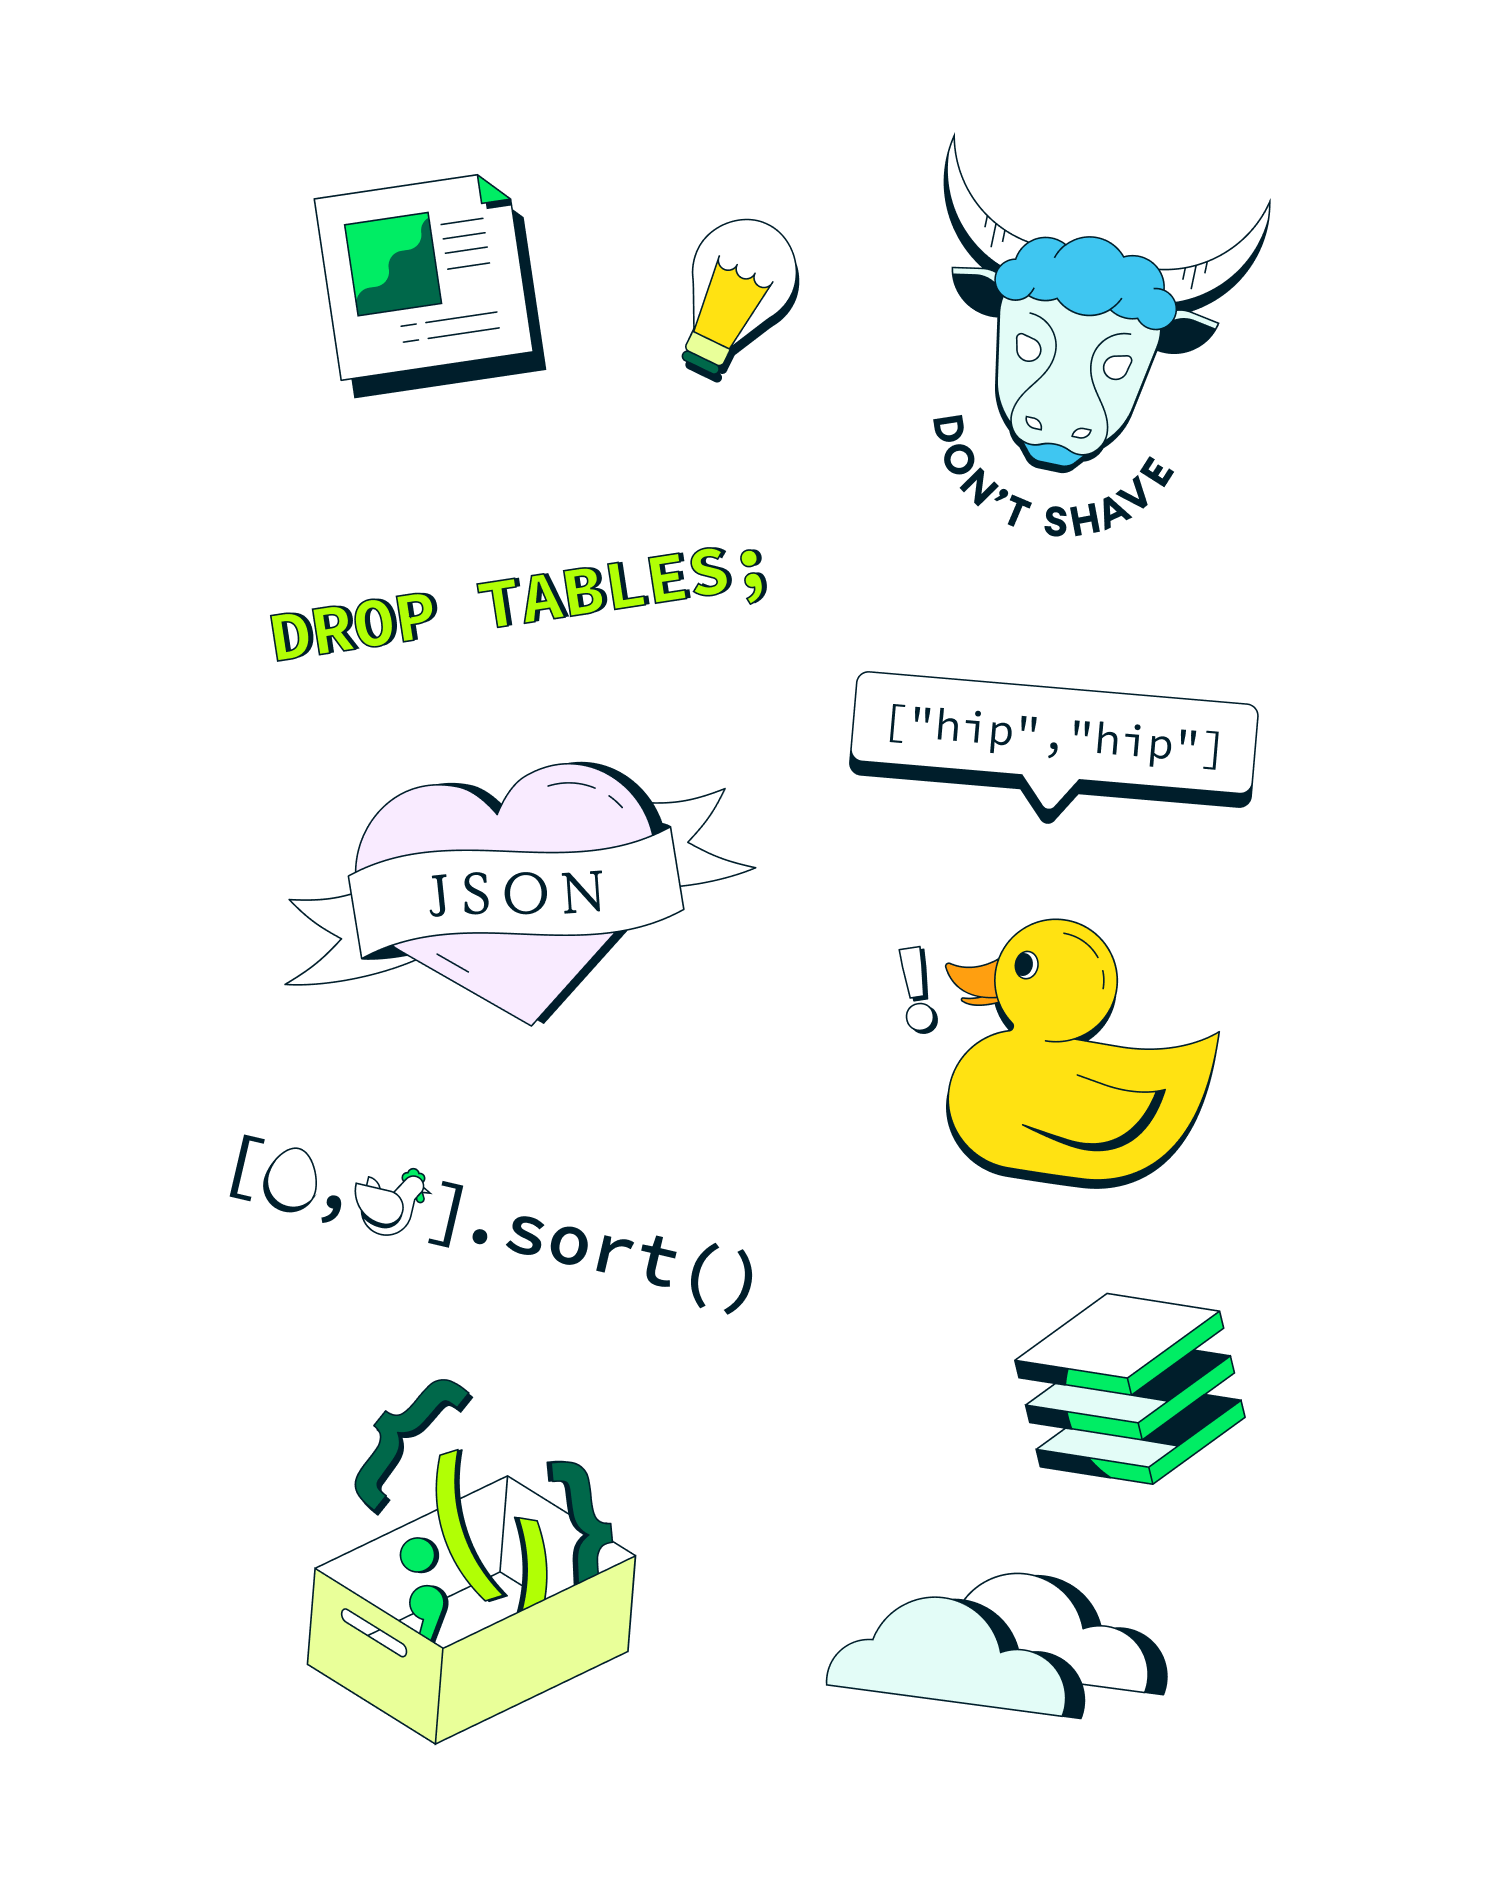 DON'T SHAVE
DROP TABLES;
["hip","hip"]
JSON
!
[🥚,🐔].sort()
{
( ) }
;